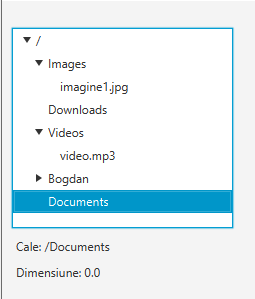 /
Images
imagine1.jpg
Downloads
Videos
video.mp3
Bogdan
Documents
Cale: /Documents
Dimensiune: 0.0